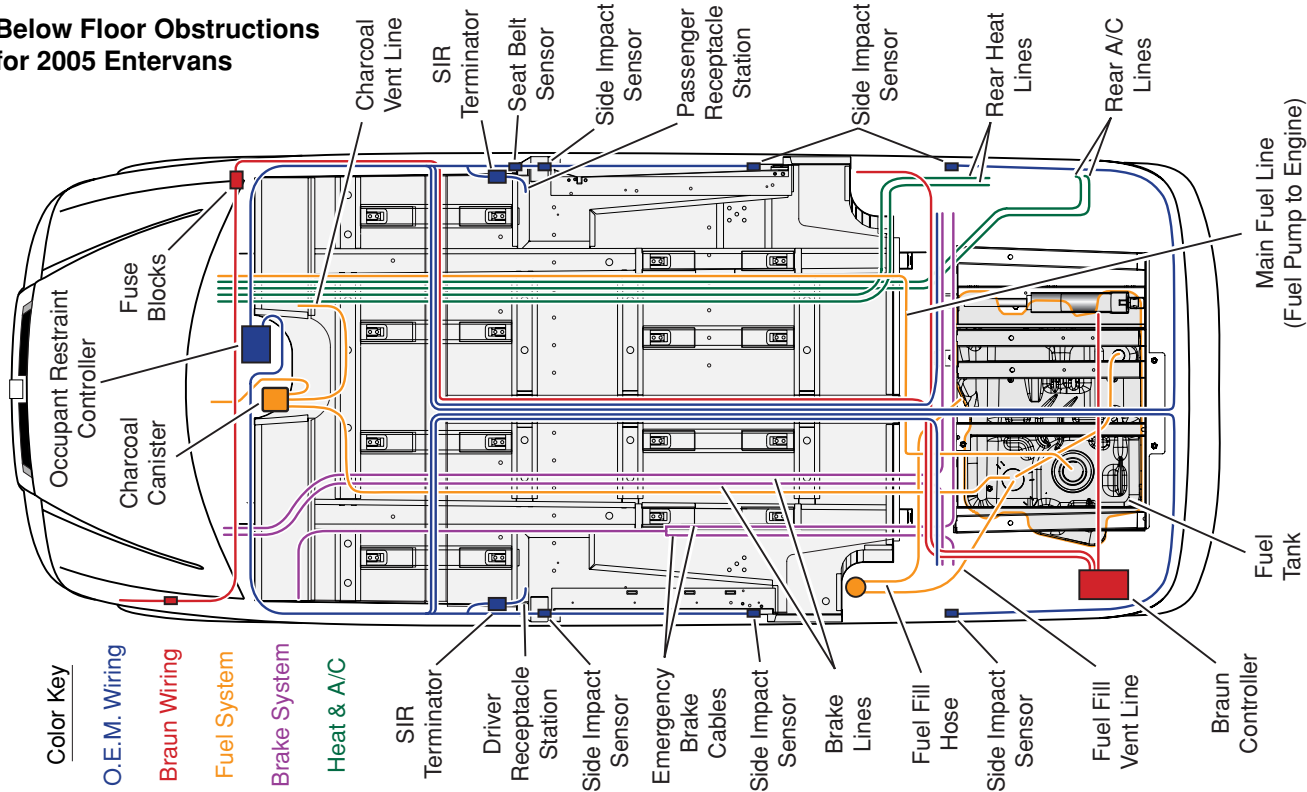 Below Floor Obstructions
for 2005 Entervans
Charcoal
Vent Line
SIR
Terminator
Seat Belt
Sensor
Side Impact
Sensor
Passenger
Receptacle
Station
Side Impact
Sensor
Rear Heat
Lines
Rear A/C
Lines
Fuse
Blocks
Occupant Restraint
Controller
Charcoal
Canister
Main Fuel Line
(Fuel Pump to Engine)
Color Key
O.E.M. Wiring
Braun Wiring
Fuel System
Brake System
Heat & A/C
SIR
Terminator
Driver
Receptacle
Station
Side Impact
Sensor
Emergency
Brake
Cables
Side Impact
Sensor
Brake
Lines
Fuel Fill
Hose
Side Impact
Sensor
Fuel Fill
Vent Line
Braun
Controller
Fuel
Tank